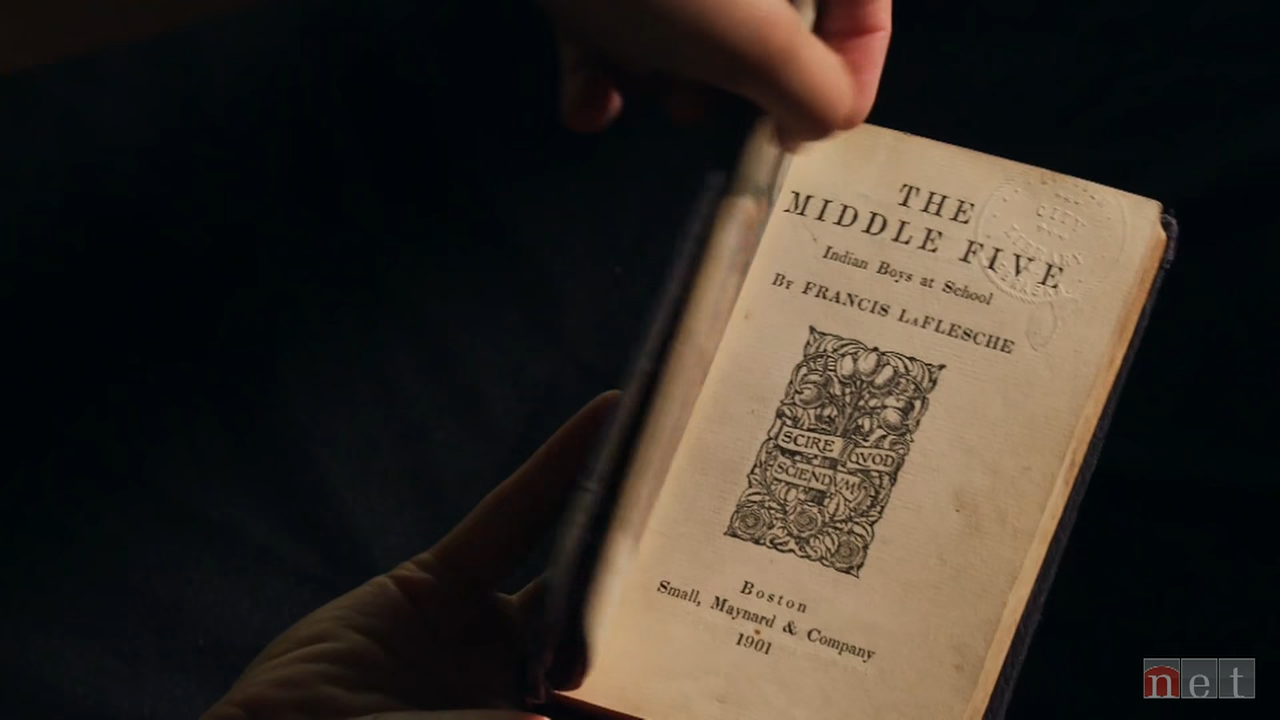 THE
MIDDLE FIVE
Indian Boys at School
By FRANCIS LaFLESCHE
SCIRE QVOD
SCIENDVM
Boston
Small, Maynard & Company
1901
CITY
net